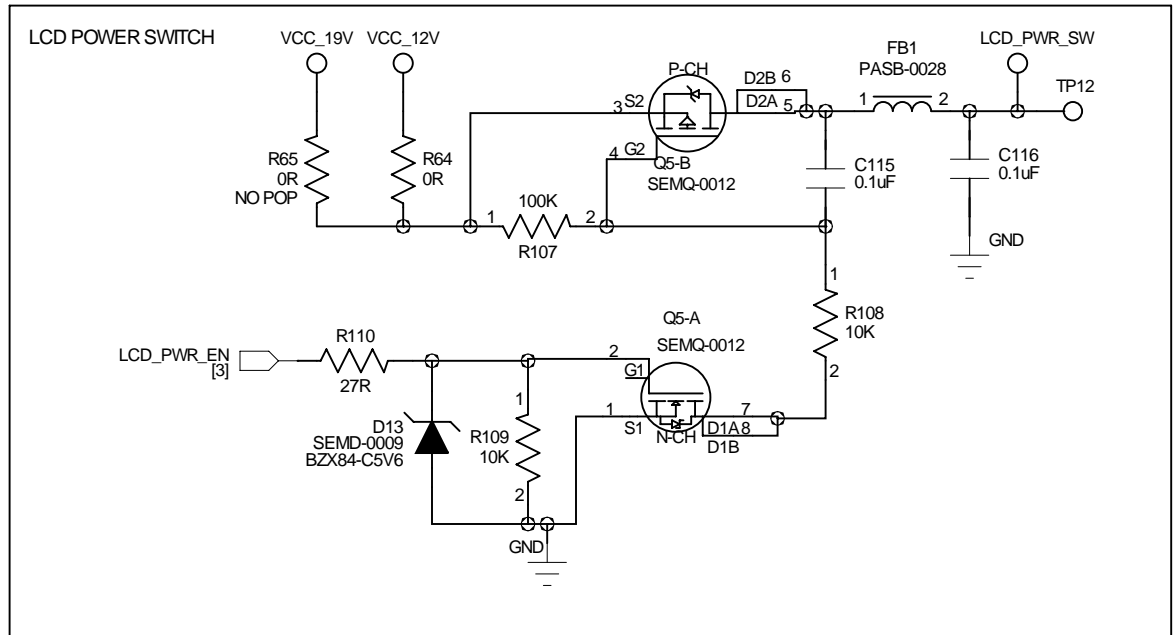 LCD POWER SWITCH
VCC_19V
VCC_12V
LCD_PWR_SW
FB1
PASB-0028
TP12
P-CH
D2B 6
D2A 5
S2
3
1
2
4
G2
R65
0R
NO POP
R64
0R
Q5-B
SEMQ-0012
C115
0.1uF
C116
0.1uF
100K
1
2
R107
GND
1
R108
10K
2
Q5-A
SEMQ-0012
LCD_PWR_EN
[3]
R110
27R
2
G1
1
S1
N-CH
7
D1A 8
D1B
D13
SEMD-0009
BZX84-C5V6
1
R109
10K
2
GND